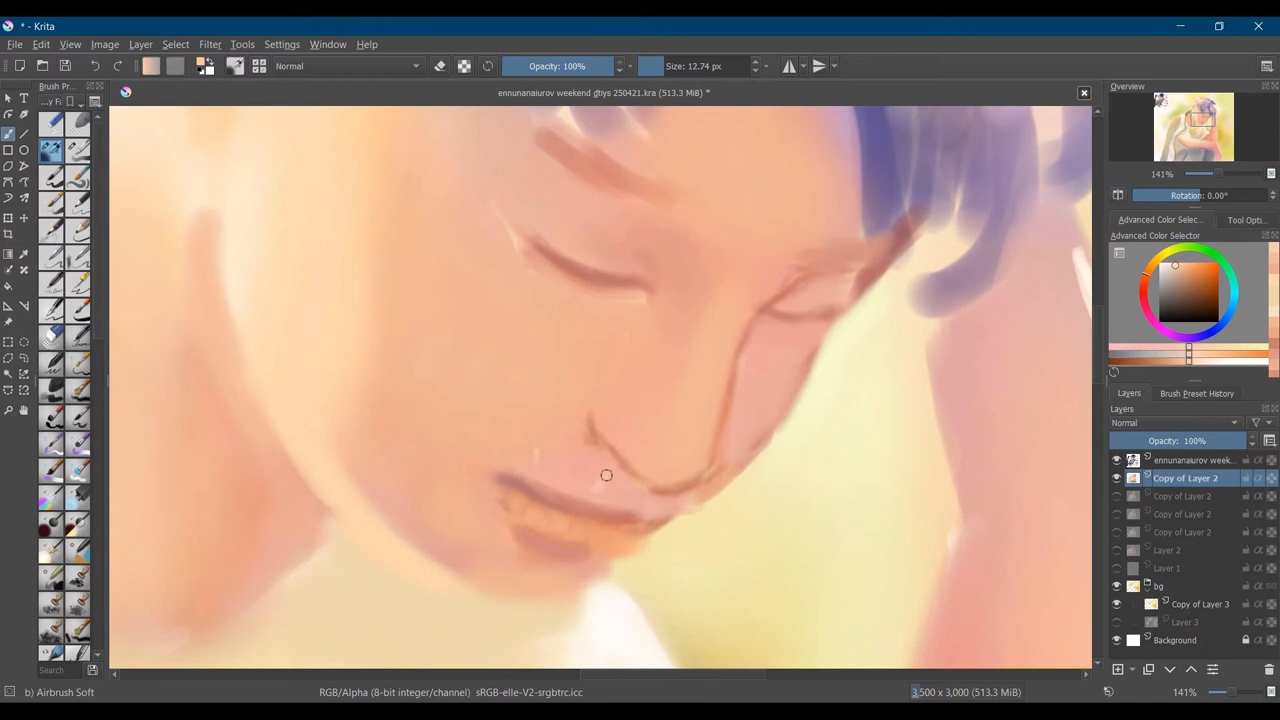 * - Krita
File Edit View Image Layer Select Filter Tools Settings Window Help
Normal Opacity: 100% Size: 12.74 px
Brush Pr...
ennunanaiurov weekend gtiys 250421.kra (513.3 MiB) *
Overview
...y Fi
141%
Rotation: 0.00°
Advanced Color Selec... Tool Opti...
Advanced Color Selector
Layers Brush Preset History
Layers
Normal
Opacity: 100%
ennunanaiurov week...
Copy of Layer 2
Copy of Layer 2
Copy of Layer 2
Copy of Layer 2
Layer 2
Layer 1
bg
Copy of Layer 3
Layer 3
Background
Search
b) Airbrush Soft RGB/Alpha (8-bit integer/channel) sRGB-elle-V2-srgbtrc.icc 3,500 x 3,000 (513.3 MiB) 141%